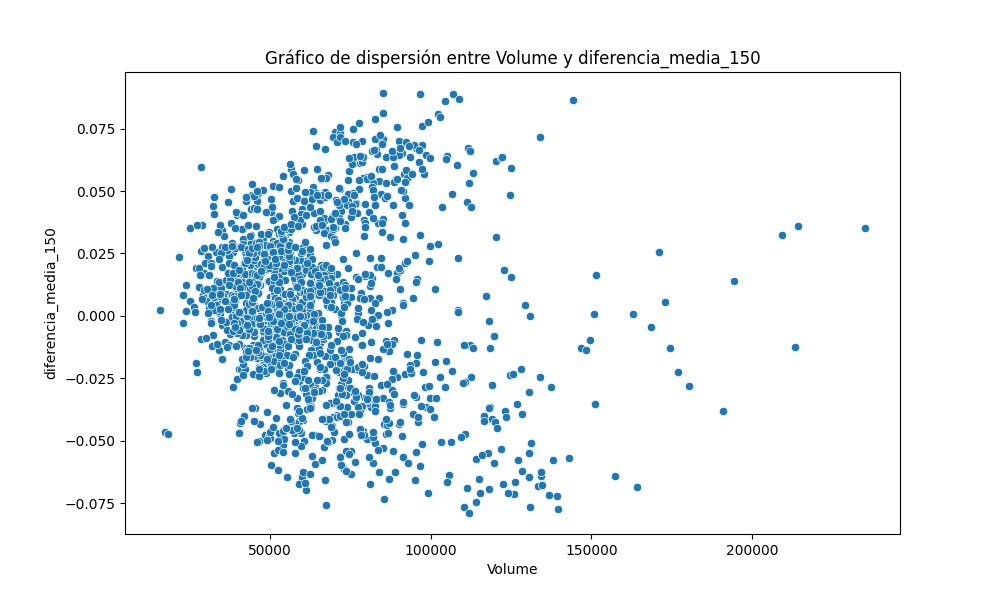 Gráfico de dispersión entre Volume y diferencia_media_150
diferencia_media_150
0.075
0.050
0.025
0.000
−0.025
−0.050
−0.075
50000 100000 150000 200000
Volume